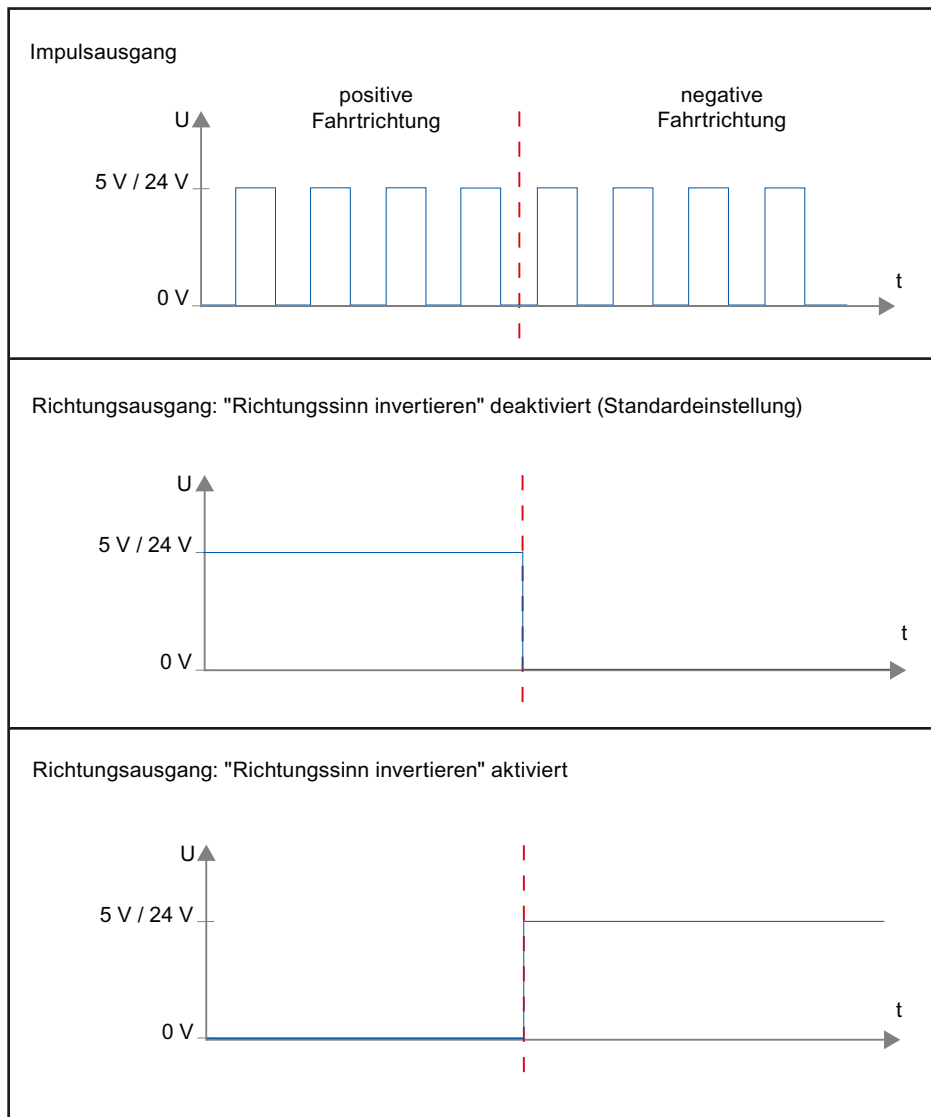 Impulsausgang
positive
Fahrtrichtung
negative
Fahrtrichtung
U
5 V / 24 V
0 V
t
Richtungsausgang: "Richtungssinn invertieren" deaktiviert (Standardeinstellung)
U
5 V / 24 V
0 V
t
Richtungsausgang: "Richtungssinn invertieren" aktiviert
U
5 V / 24 V
0 V
t